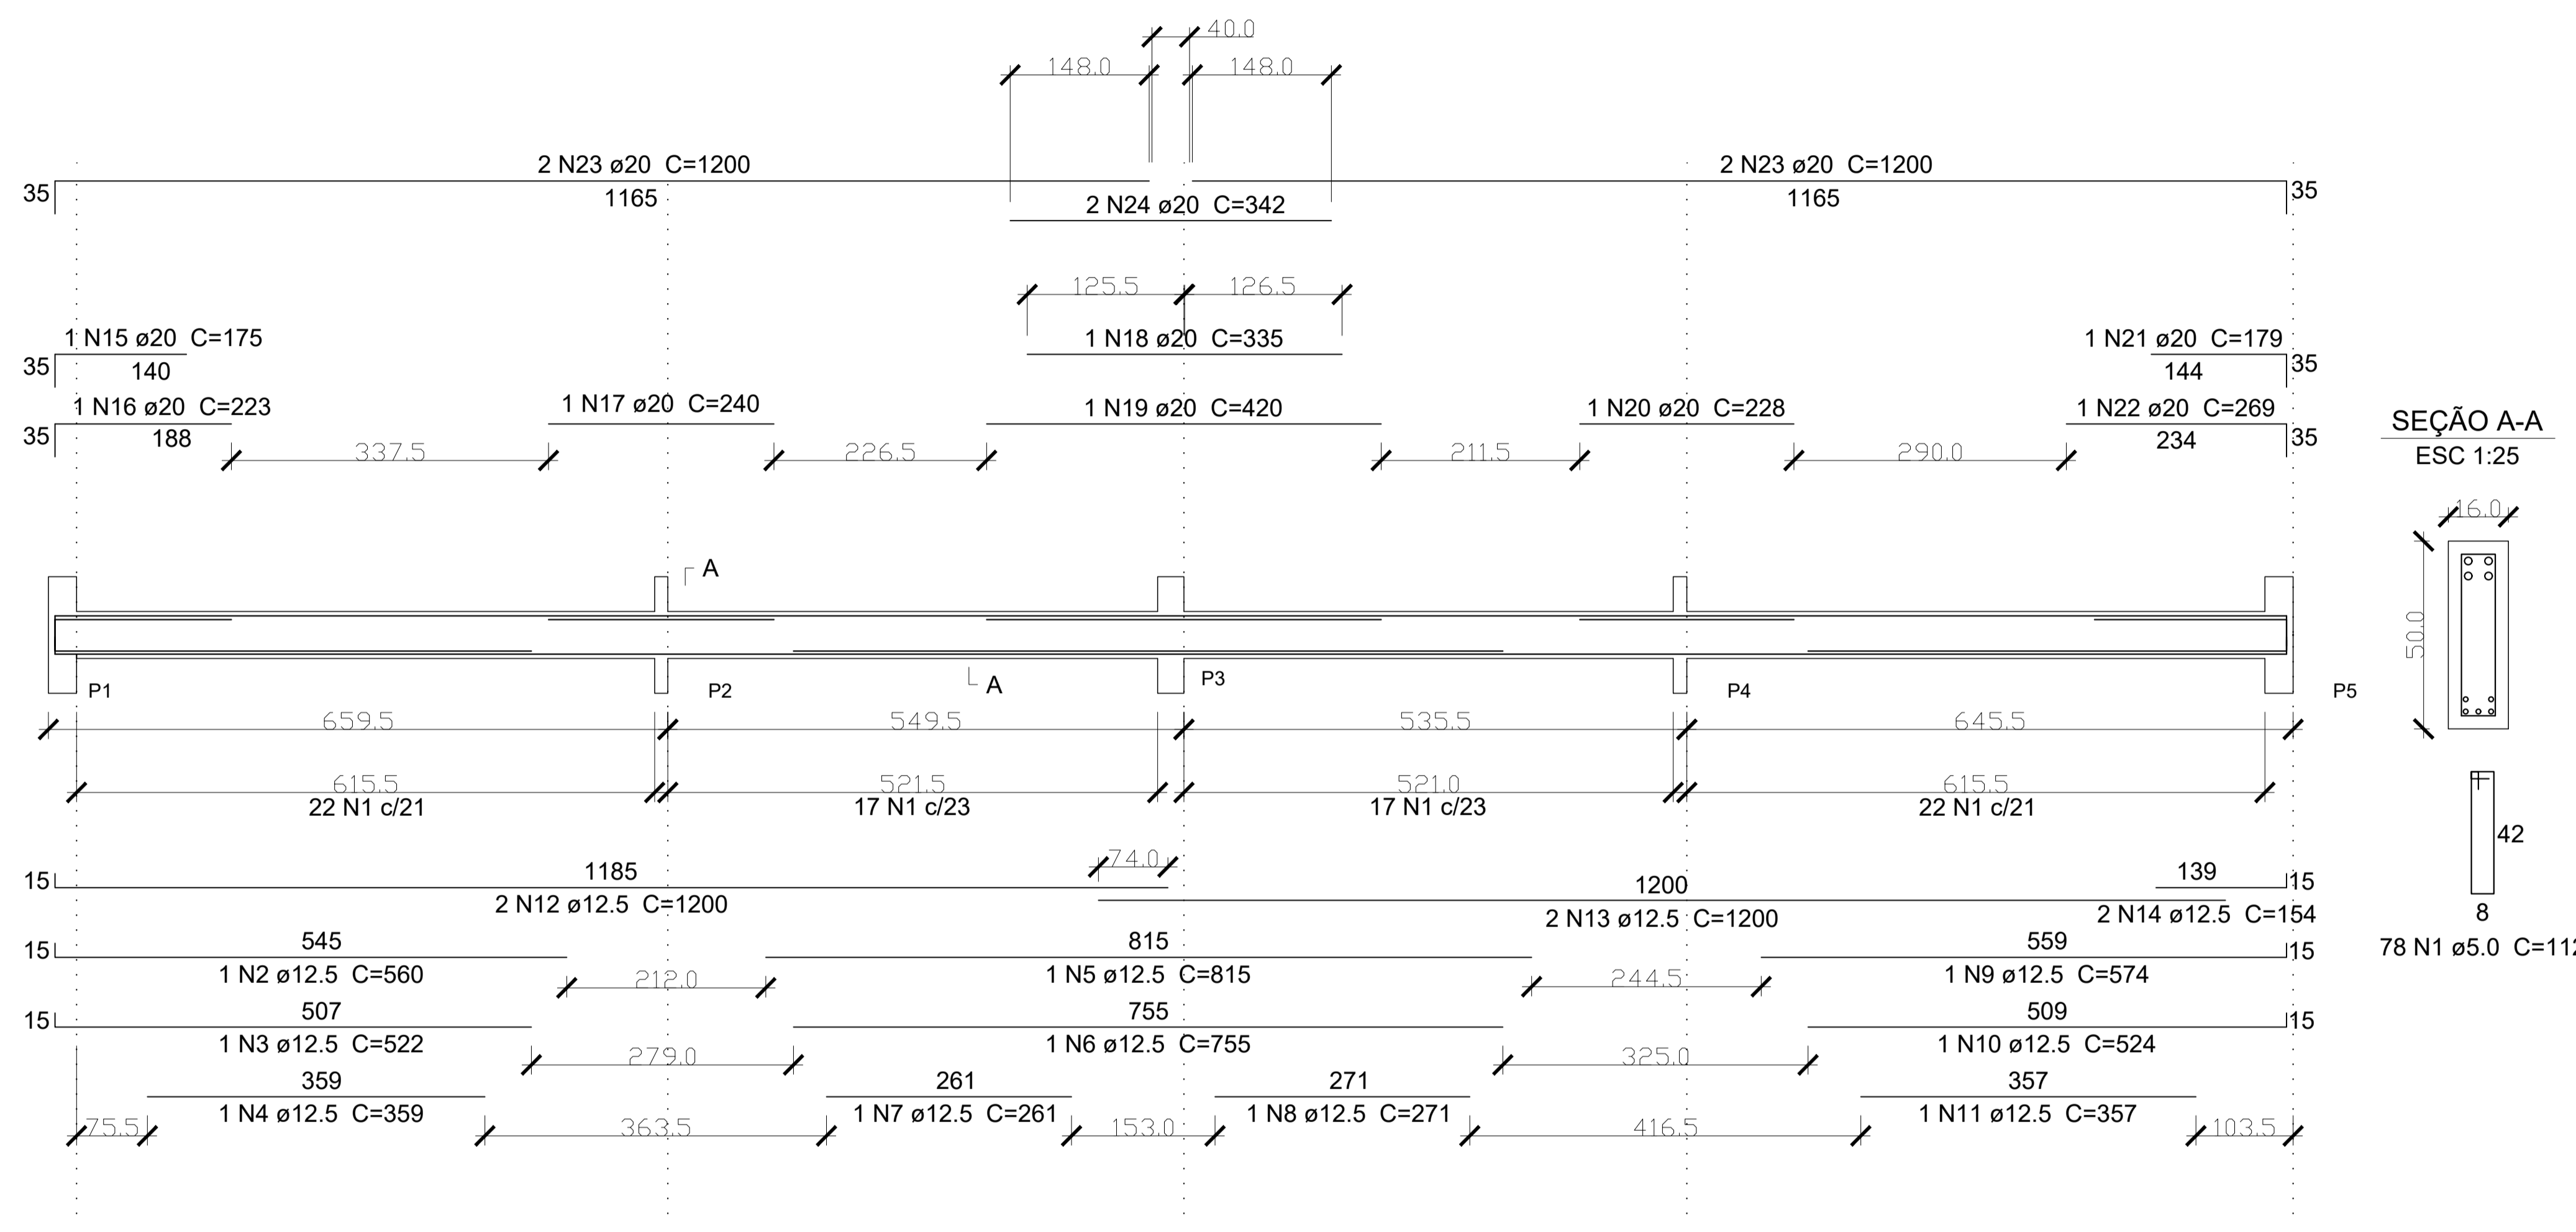 40.0
148.0 148.0
2 N23 ø20 C=1200 2 N23 ø20 C=1200
35 1165 1165 35
2 N24 ø20 C=342
125.5 126.5
1 N15 ø20 C=175 1 N18 ø20 C=335 1 N21 ø20 C=179
35 140 144 35
1 N16 ø20 C=223 1 N17 ø20 C=240 1 N19 ø20 C=420 1 N20 ø20 C=228 1 N22 ø20 C=269
35 188 234 35
337.5 226.5 211.5 290.0
SEÇÃO A-A
ESC 1:25
16.0
50.0
A
A
P1 P2 P3 P4 P5
659.5 549.5 535.5 645.5
615.5 521.5 521.0 615.5
22 N1 c/21 17 N1 c/23 17 N1 c/23 22 N1 c/21
42
8
78 N1 ø5.0 C=112
74.0
15 1185 1200 139 15
2 N12 ø12.5 C=1200 2 N13 ø12.5 C=1200 2 N14 ø12.5 C=154
15 545 815 559 15
1 N2 ø12.5 C=560 1 N5 ø12.5 C=815 1 N9 ø12.5 C=574
212.0 244.5
15 507 755 509 15
1 N3 ø12.5 C=522 1 N6 ø12.5 C=755 1 N10 ø12.5 C=524
279.0 325.0
359 261 271 357
1 N4 ø12.5 C=359 1 N7 ø12.5 C=261 1 N8 ø12.5 C=271 1 N11 ø12.5 C=357
75.5 363.5 153.0 416.5 103.5